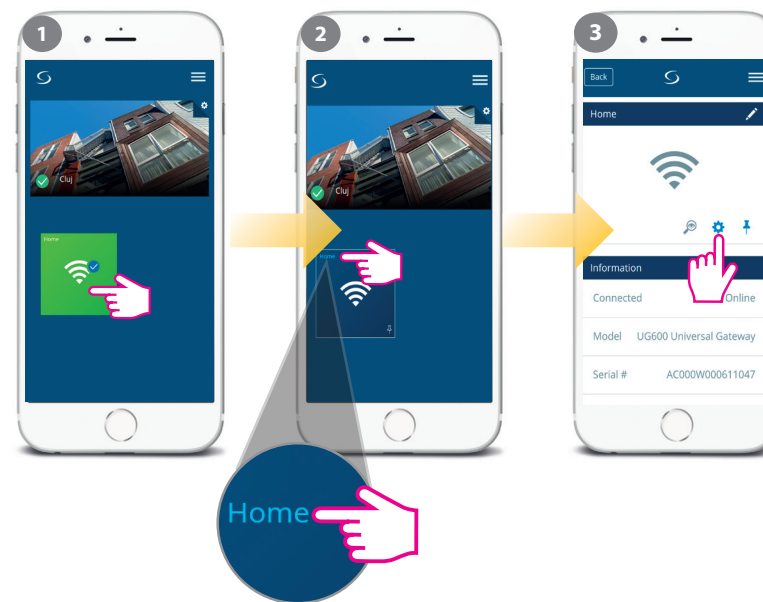 1
Cluj
Home
2
Cluj
Home
Home
3
Back
Home
Information
Connected Online
Model UG600 Universal Gateway
Serial # AC000W000611047